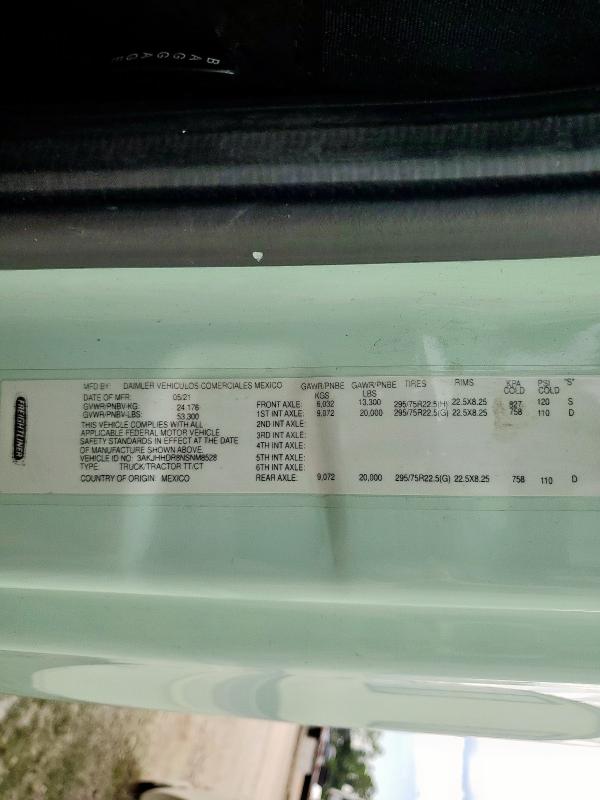 BAGGAGE
FREIGHTLINER
MFD BY: DAIMLER VEHICULOS COMERCIALES MEXICO
DATE OF MFR: 05/21
GVWR/PNBV-KG: 24,176
GVWR/PNBV-LBS: 53,300
THIS VEHICLE COMPLIES WITH ALL
APPLICABLE FEDERAL MOTOR VEHICLE
SAFETY STANDARDS IN EFFECT AT THE DATE
OF MANUFACTURE SHOWN ABOVE.
VEHICLE ID NO: 3AKJHHDR8NSNM8528
TYPE: TRUCK/TRACTOR TT/CT
COUNTRY OF ORIGIN: MEXICO
GAWR/PNBE KGS GAWR/PNBE LBS TIRES RIMS KPA COLD PSI COLD "S"
FRONT AXLE: 6,032 13,300 295/75R22.5(H) 22.5X8.25 827 120 S
1ST INT AXLE: 9,072 20,000 295/75R22.5(G) 22.5X8.25 758 110 D
2ND INT AXLE:
3RD INT AXLE:
4TH INT AXLE:
5TH INT AXLE:
6TH INT AXLE:
REAR AXLE: 9,072 20,000 295/75R22.5(G) 22.5X8.25 758 110 D